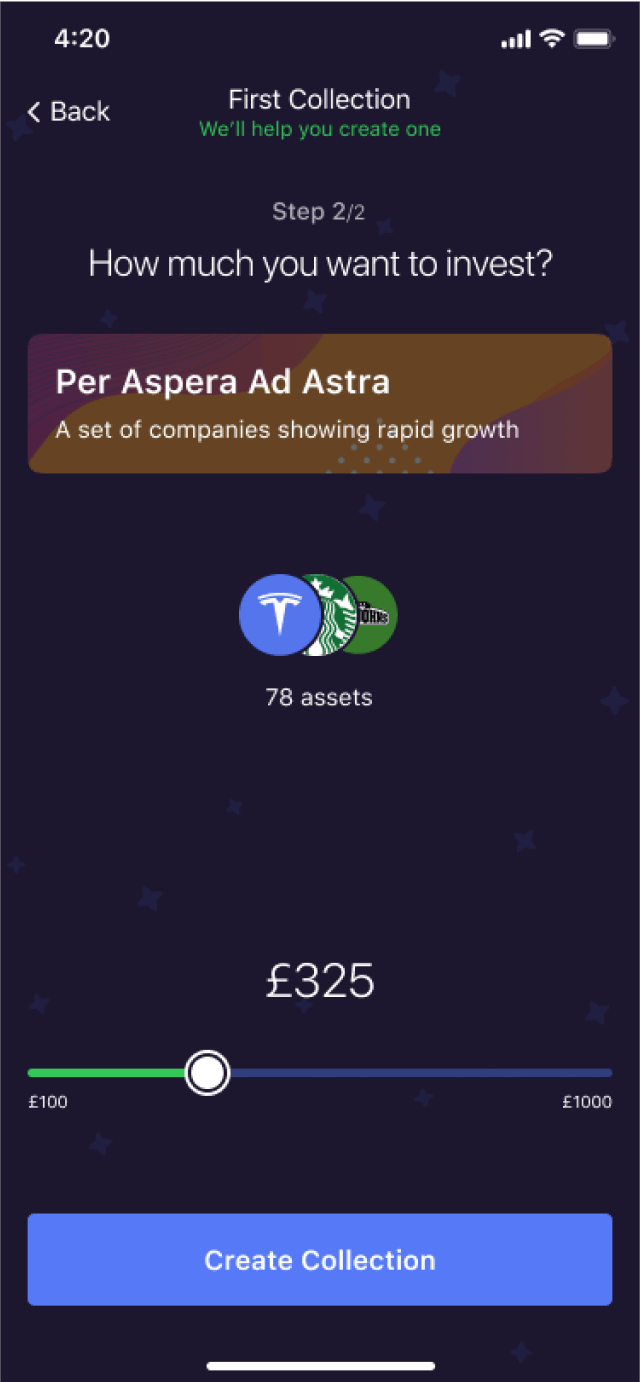 4:20
Back
First Collection
We'll help you create one
Step 2/2
How much you want to invest?
Per Aspera Ad Astra
A set of companies showing rapid growth
78 assets
£325
£100
£1000
Create Collection